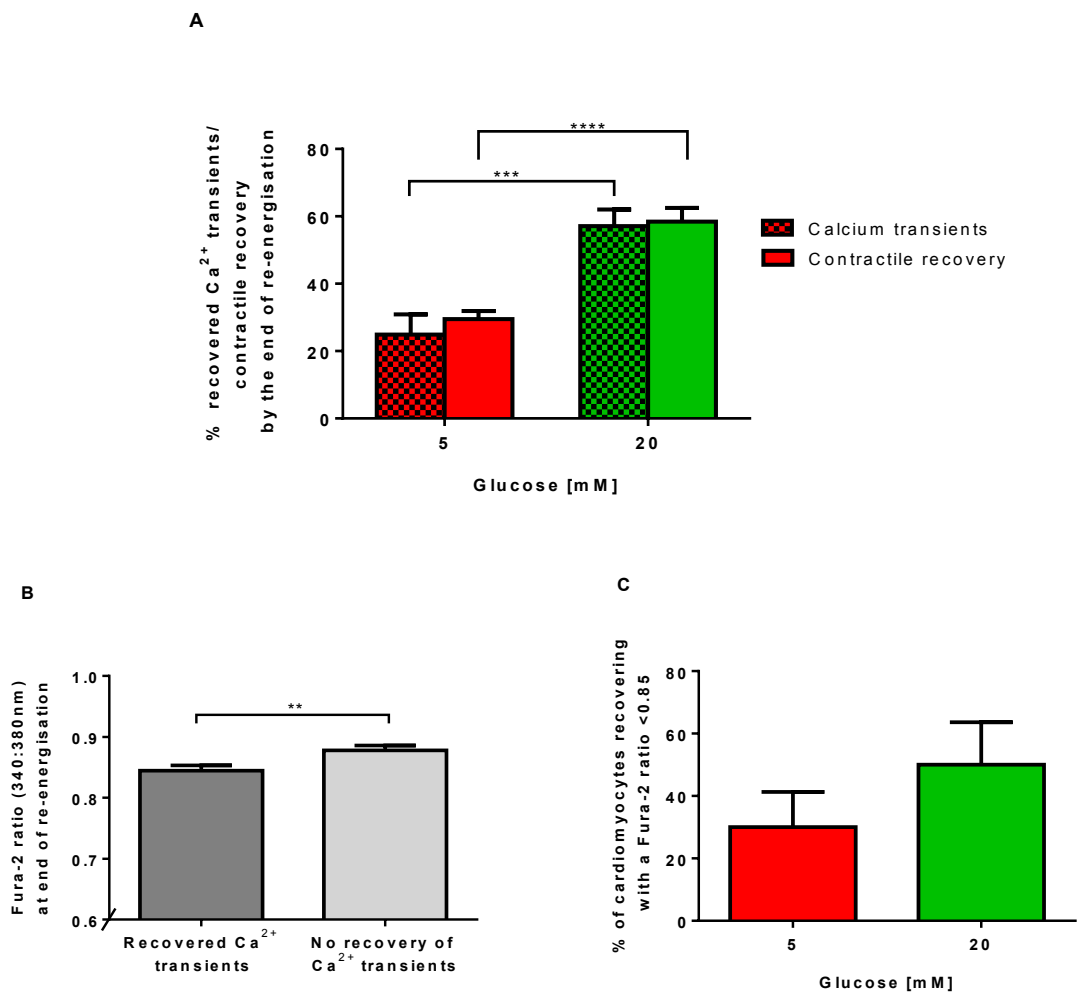 A
% recovered Ca2+ transients/
contractile recovery
by the end of re-energisation
80
60
40
20
0
***
****
5
20
Glucose [mM]
Calcium transients
Contractile recovery
B
Fura-2 ratio (340:380nm)
at end of re-energisation
1.0
0.9
0.8
0.7
0.6
**
Recovered Ca2+
transients
No recovery of
Ca2+ transients
C
% of cardiomyocytes recovering
with a Fura-2 ratio <0.85
80
60
40
20
0
5
20
Glucose [mM]